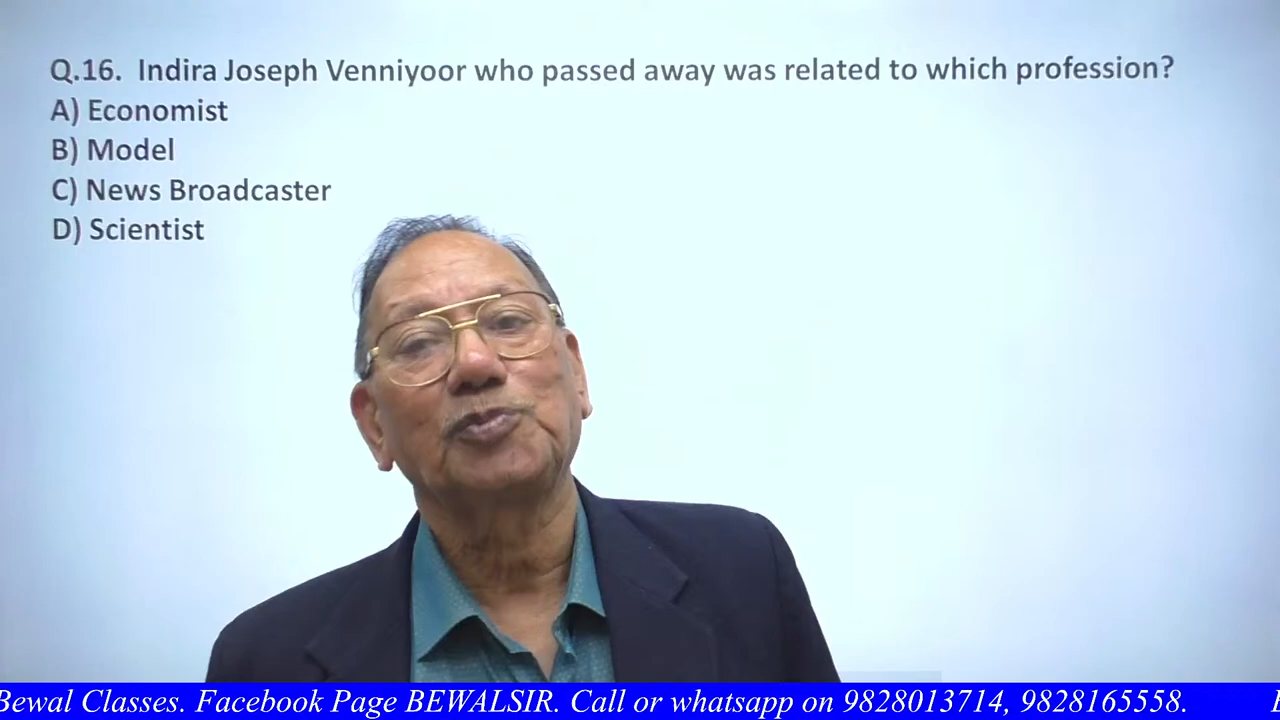 Q.16. Indira Joseph Venniyoor who passed away was related to which profession?
A) Economist
B) Model
C) News Broadcaster
D) Scientist
Bewal Classes. Facebook Page BEWALSIR. Call or whatsapp on 9828013714, 9828165558.